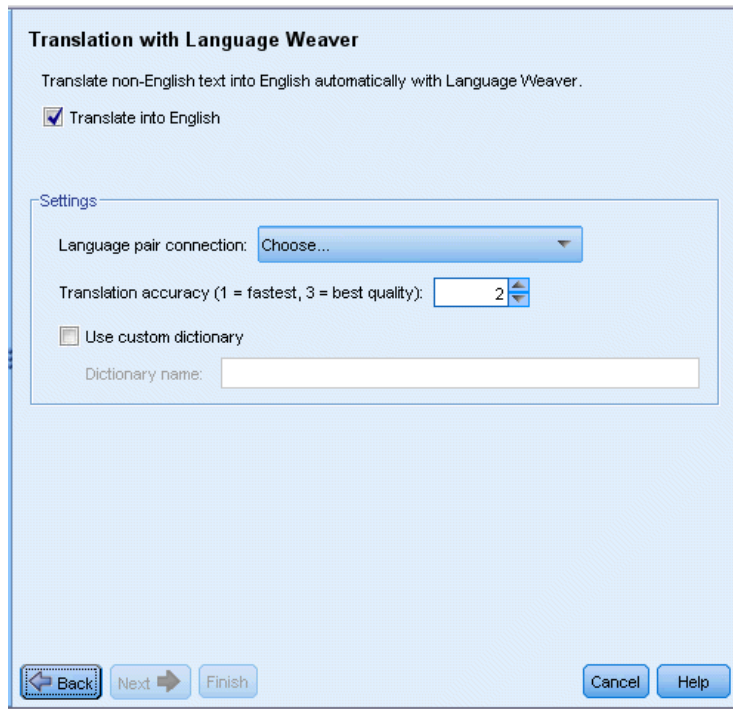 Translation with Language Weaver
Translate non-English text into English automatically with Language Weaver.
Translate into English
Settings
Language pair connection: Choose...
Translation accuracy (1 = fastest, 3 = best quality): 2
Use custom dictionary
Dictionary name:
Back Next Finish Cancel Help